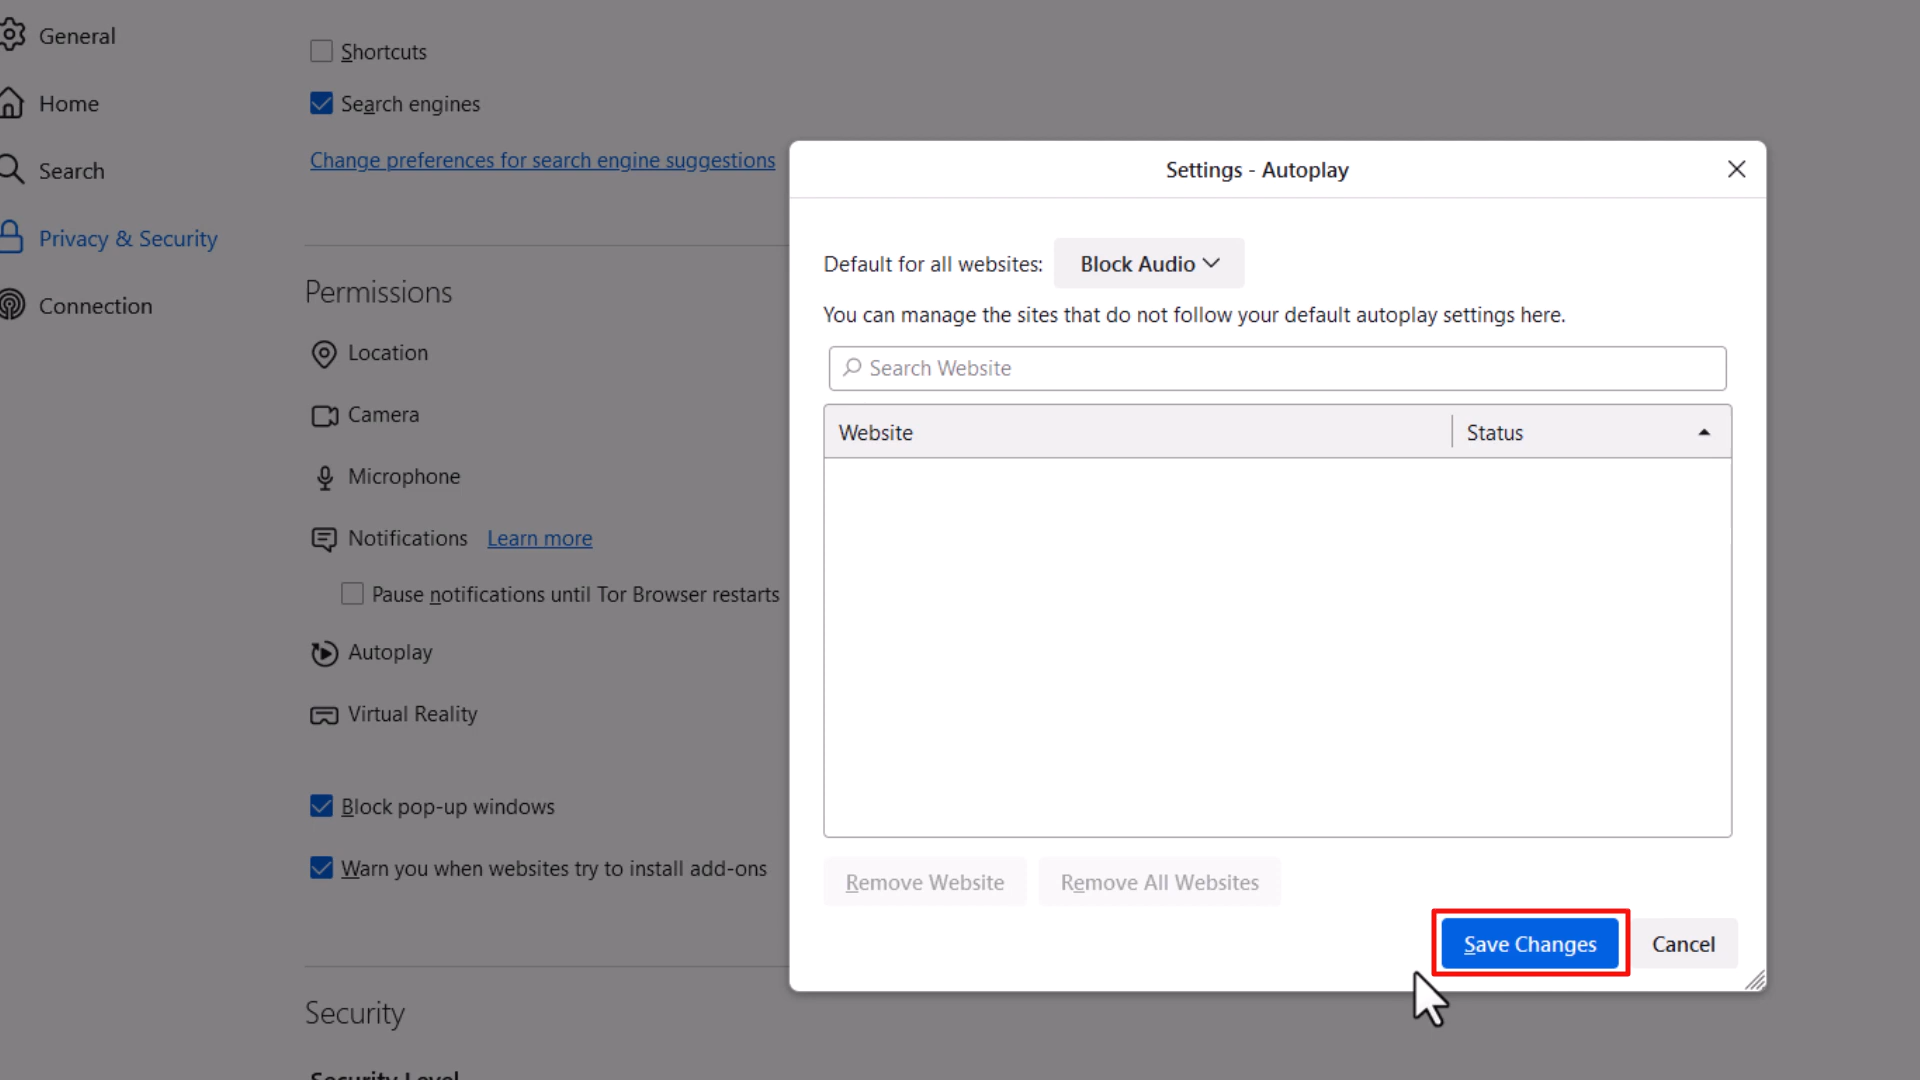 General
Home
Search
Privacy & Security
Connection
Shortcuts
Search engines
Change preferences for search engine suggestions
Permissions
Location
Camera
Microphone
Notifications Learn more
Pause notifications until Tor Browser restarts
Autoplay
Virtual Reality
Block pop-up windows
Warn you when websites try to install add-ons
Security
Security Level
Settings - Autoplay
Default for all websites: Block Audio
You can manage the sites that do not follow your default autoplay settings here.
Search Website
Website Status
Remove Website Remove All Websites
Save Changes Cancel